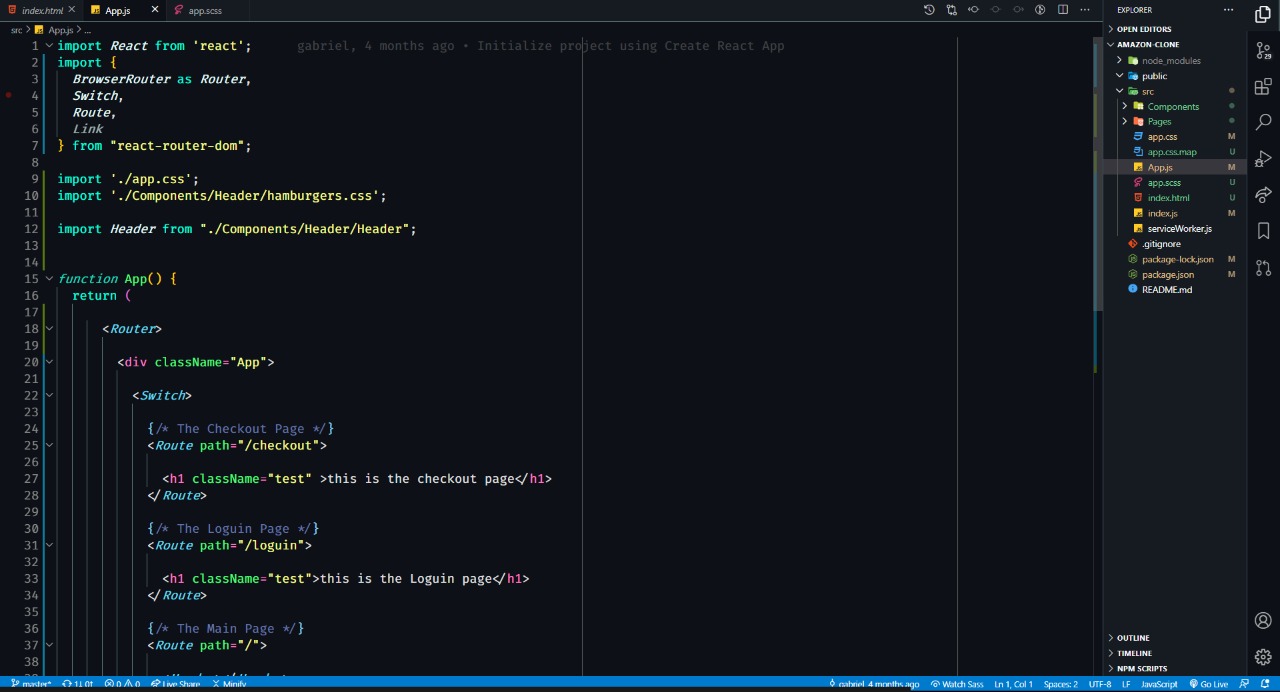 index.html
App.js
app.scss
src > App.js > ...
1 import React from 'react'; gabriel, 4 months ago • Initialize project using Create React App
2 import {
3 BrowserRouter as Router,
4 Switch,
5 Route,
6 Link
7 } from "react-router-dom";
8
9 import './app.css';
10 import './Components/Header/hamburgers.css';
11
12 import Header from "./Components/Header/Header";
13
14
15 function App() {
16 return (
17
18 <Router>
19
20 <div className="App">
21
22 <Switch>
23
24 {/* The Checkout Page */}
25 <Route path="/checkout">
26
27 <h1 className="test" >this is the checkout page</h1>
28 </Route>
29
30 {/* The Loguin Page */}
31 <Route path="/loguin">
32
33 <h1 className="test">this is the Loguin page</h1>
34 </Route>
35
36 {/* The Main Page */}
37 <Route path="/">
38
EXPLORER
OPEN EDITORS
AMAZON-CLONE
node_modules
public
src
Components
Pages
app.css M
app.css.map U
App.js M
app.scss U
index.html U
index.js M
serviceWorker.js
.gitignore
package-lock.json M
package.json M
README.md
OUTLINE
TIMELINE
NPM SCRIPTS
29
master* 1↓ 0↑ 0 0 Live Share Minify
gabriel, 4 months ago Watch Sass Ln 1, Col 1 Spaces: 2 UTF-8 LF JavaScript Go Live